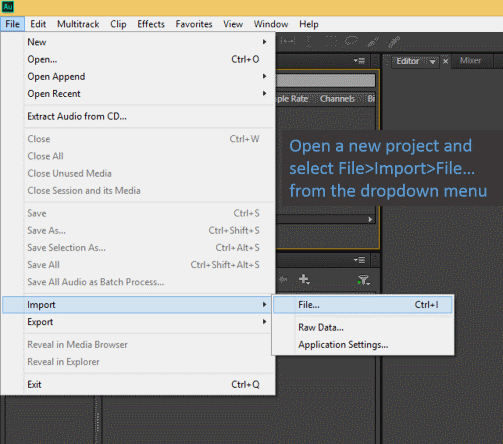 Au
File Edit Multitrack Clip Effects Favorites View Window Help
New
Open... Ctrl+O
Open Append
Open Recent
Extract Audio from CD...
Close Ctrl+W
Close All
Close Unused Media
Close Session and its Media
Save Ctrl+S
Save As... Ctrl+Shift+S
Save Selection As... Ctrl+Alt+S
Save All Ctrl+Shift+Alt+S
Save All Audio as Batch Process...
Import
Export
Reveal in Media Browser
Reveal in Explorer
Exit Ctrl+Q
File... Ctrl+I
Raw Data...
Application Settings...
Editor Mixer
ple Rate Channels Bi
Open a new project and
select File>Import>File...
from the dropdown menu